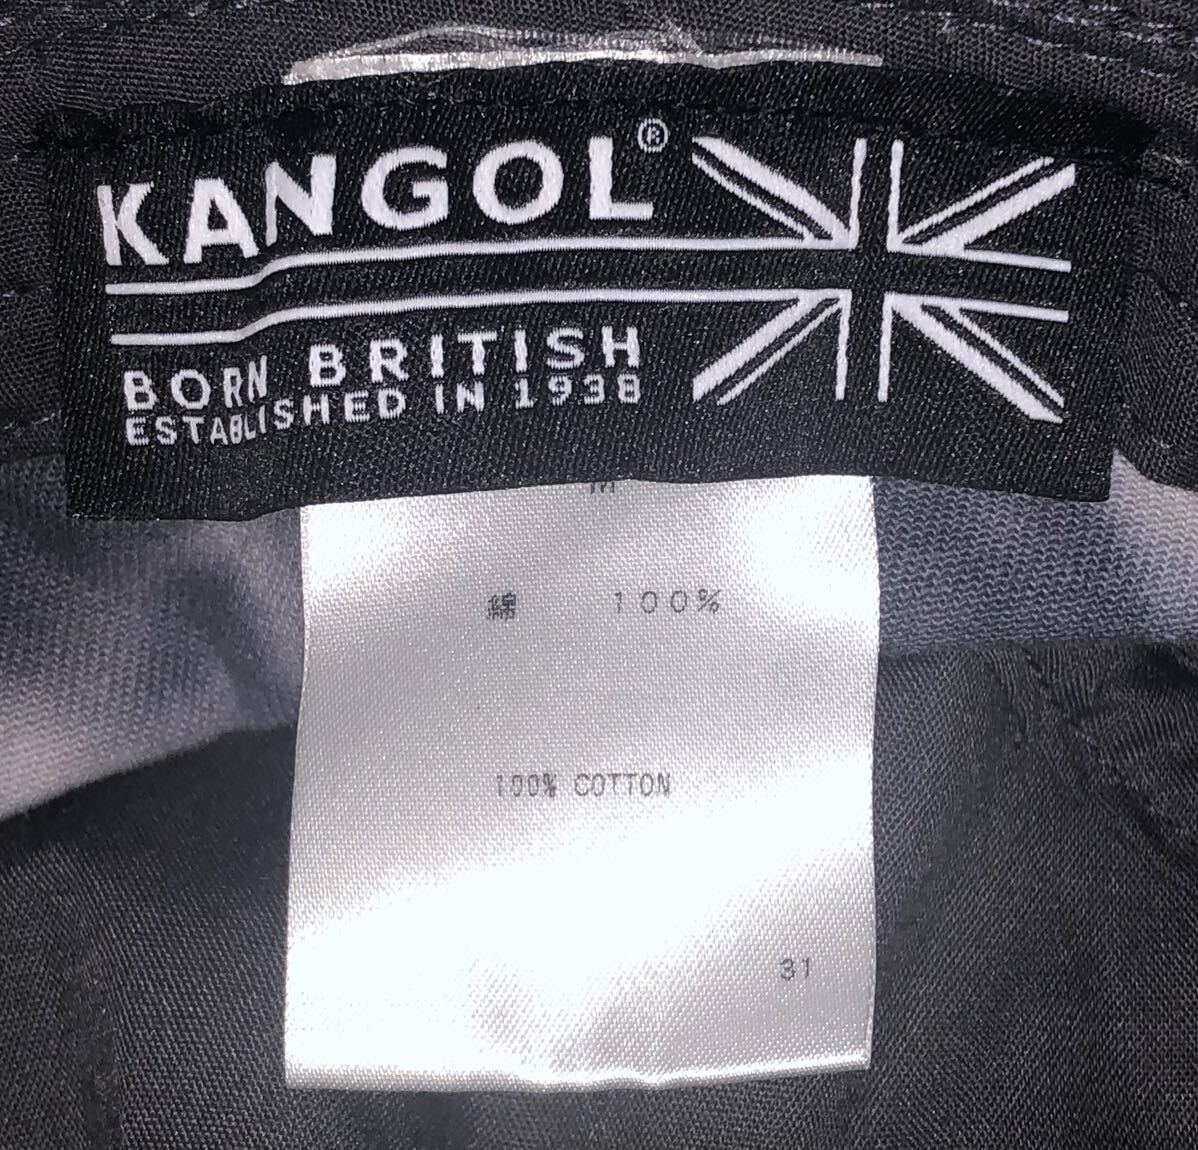 KANGOL®
BORN BRITISH
ESTABLISHED IN 1938
M
綿 100%
100% COTTON
31